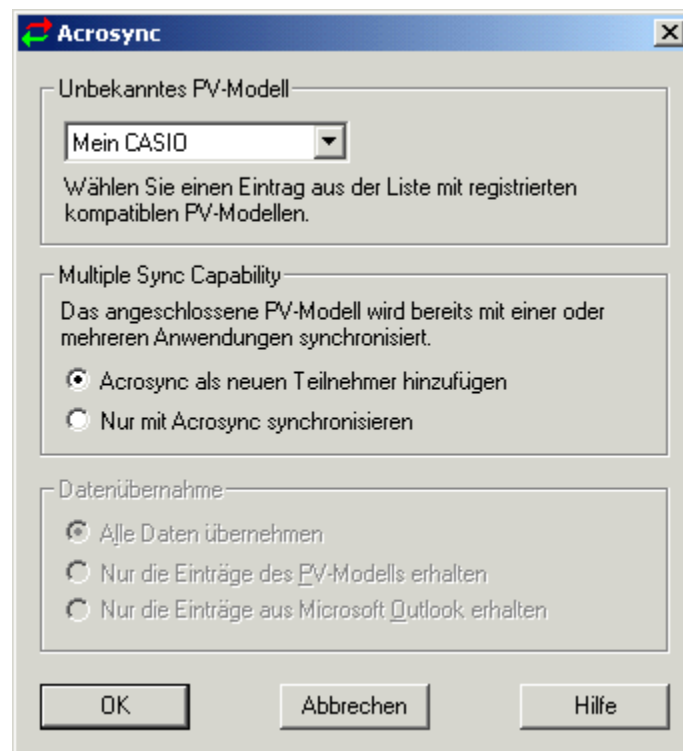 Acrosync
Unbekanntes PV-Modell
Mein CASIO
Wählen Sie einen Eintrag aus der Liste mit registrierten
kompatiblen PV-Modellen.
Multiple Sync Capability
Das angeschlossene PV-Modell wird bereits mit einer oder
mehreren Anwendungen synchronisiert.
Acrosync als neuen Teilnehmer hinzufügen
Nur mit Acrosync synchronisieren
Datenübernahme
Alle Daten übernehmen
Nur die Einträge des PV-Modells erhalten
Nur die Einträge aus Microsoft Outlook erhalten
OK Abbrechen Hilfe